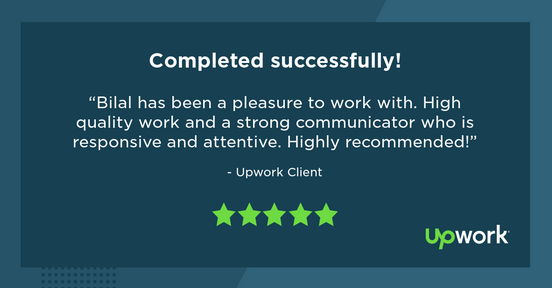 Completed successfully!
“Bilal has been a pleasure to work with. High
quality work and a strong communicator who is
responsive and attentive. Highly recommended!”
- Upwork Client
upwork